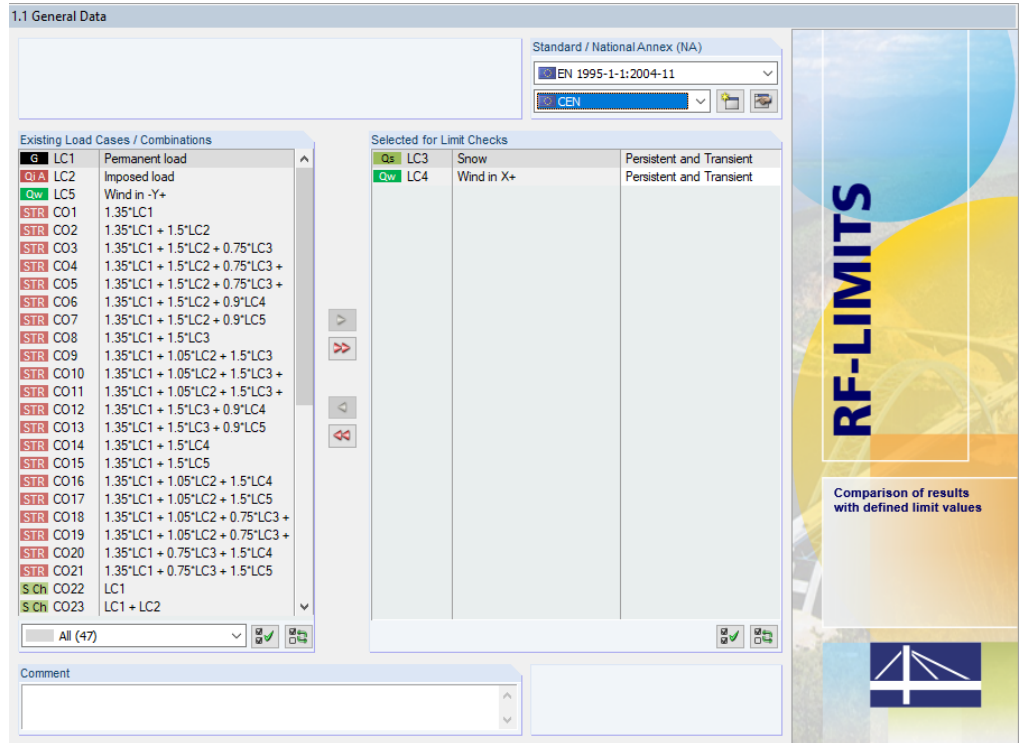 1.1 General Data
Standard / National Annex (NA)
EN 1995-1-1:2004-11
CEN
Existing Load Cases / Combinations
G LC1 Permanent load
Qi A LC2 Imposed load
Qw LC5 Wind in -Y+
STR CO1 1.35*LC1
STR CO2 1.35*LC1 + 1.5*LC2
STR CO3 1.35*LC1 + 1.5*LC2 + 0.75*LC3
STR CO4 1.35*LC1 + 1.5*LC2 + 0.75*LC3 +
STR CO5 1.35*LC1 + 1.5*LC2 + 0.75*LC3 +
STR CO6 1.35*LC1 + 1.5*LC2 + 0.9*LC4
STR CO7 1.35*LC1 + 1.5*LC2 + 0.9*LC5
STR CO8 1.35*LC1 + 1.5*LC3
STR CO9 1.35*LC1 + 1.05*LC2 + 1.5*LC3
STR CO10 1.35*LC1 + 1.05*LC2 + 1.5*LC3 +
STR CO11 1.35*LC1 + 1.05*LC2 + 1.5*LC3 +
STR CO12 1.35*LC1 + 1.5*LC3 + 0.9*LC4
STR CO13 1.35*LC1 + 1.5*LC3 + 0.9*LC5
STR CO14 1.35*LC1 + 1.5*LC4
STR CO15 1.35*LC1 + 1.5*LC5
STR CO16 1.35*LC1 + 1.05*LC2 + 1.5*LC4
STR CO17 1.35*LC1 + 1.05*LC2 + 1.5*LC5
STR CO18 1.35*LC1 + 1.05*LC2 + 0.75*LC3 +
STR CO19 1.35*LC1 + 1.05*LC2 + 0.75*LC3 +
STR CO20 1.35*LC1 + 0.75*LC3 + 1.5*LC4
STR CO21 1.35*LC1 + 0.75*LC3 + 1.5*LC5
S Ch CO22 LC1
S Ch CO23 LC1 + LC2
All (47)
Selected for Limit Checks
Qs LC3 Snow Persistent and Transient
Qw LC4 Wind in X+ Persistent and Transient
Comment
RF-LIMITS
Comparison of results
with defined limit values